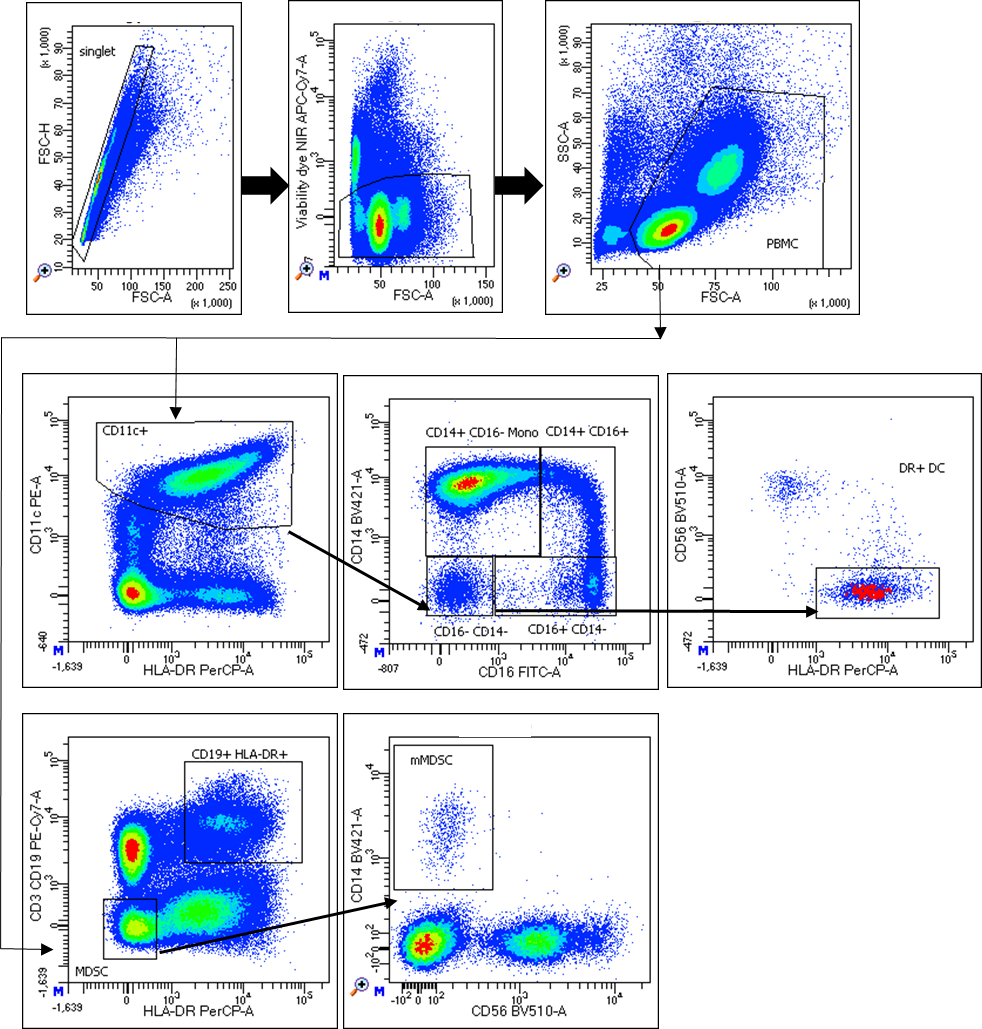 singlet
(x 1,000)
90
80
70
60
50
40
30
20
10
FSC-H
50 100 150 200 250
FSC-A
(x 1,000)
Viability dye NIR APC-Cy7-A
10^5
10^4
10^3
0
M
50 100 150
FSC-A
(x 1,000)
(x 1,000)
90
80
70
60
50
40
30
20
10
SSC-A
PBMC
25 50 75 100
FSC-A
(x 1,000)
CD11c+
CD11c PE-A
10^5
10^4
10^3
0
-640
M
-1,639
0 10^3 10^4 10^5
HLA-DR PerCP-A
CD14+ CD16- Mono
CD14+ CD16+
CD14 BV421-A
10^5
10^4
10^3
0
-472
CD16- CD14-
CD16+ CD14-
M
-807
0 10^3 10^4 10^5
CD16 FITC-A
DR+ DC
CD56 BV510-A
10^5
10^4
10^3
0
-472
M
-1,639
0 10^3 10^4 10^5
HLA-DR PerCP-A
CD19+ HLA-DR+
CD3 CD19 PE-Cy7-A
10^5
10^4
10^3
0
-1,639
MDSC
M
-1,639
0 10^3 10^4 10^5
HLA-DR PerCP-A
mMDSC
CD14 BV421-A
10^4
10^3
10^2
-10^2
M
-10^2 0 10^2 10^3 10^4
CD56 BV510-A